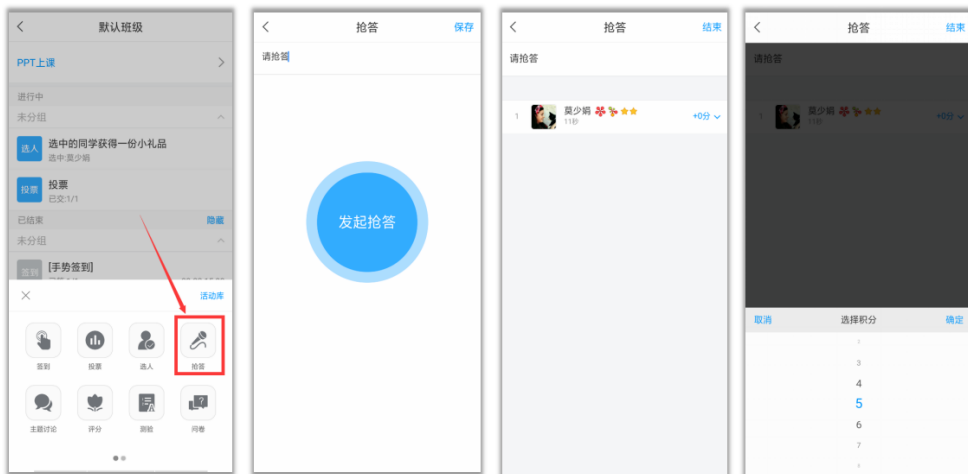 默认班级
PPT上课
进行中
未分组
选人
选中的同学获得一份小礼品
选中:莫少娟
投票
投票
已交:1/1
已结束
隐藏
未分组
签到
[手势签到]
活动库
签到
投票
选人
抢答
主题讨论
评分
测验
问卷
抢答
保存
请抢答
发起抢答
抢答
结束
请抢答
1
莫少娟
11秒
+0分
抢答
结束
请抢答
1
莫少娟
11秒
+0分
取消
选择积分
确定
3
4
5
6
7